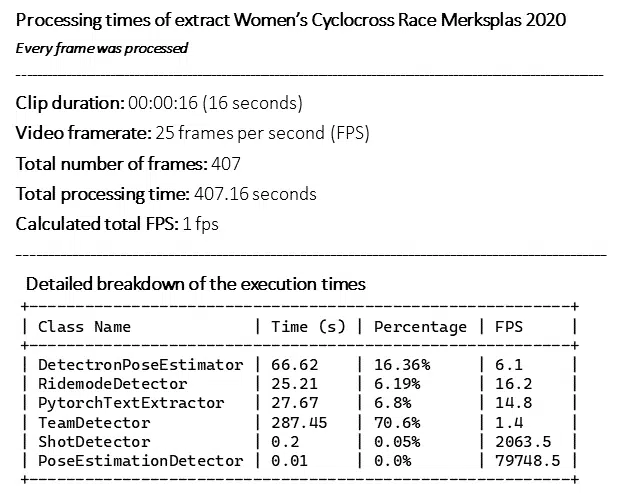 Processing times of extract Women's Cyclocross Race Merksplas 2020
Every frame was processed
Clip duration: 00:00:16 (16 seconds)
Video framerate: 25 frames per second (FPS)
Total number of frames: 407
Total processing time: 407.16 seconds
Calculated total FPS: 1 fps
Detailed breakdown of the execution times
| Class Name | Time (s) | Percentage | FPS |
| DetectronPoseEstimator | 66.62 | 16.36% | 6.1 |
| RidemodeDetector | 25.21 | 6.19% | 16.2 |
| PytorchTextExtractor | 27.67 | 6.8% | 14.8 |
| TeamDetector | 287.45 | 70.6% | 1.4 |
| ShotDetector | 0.2 | 0.05% | 2063.5 |
| PoseEstimationDetector | 0.01 | 0.0% | 79748.5 |